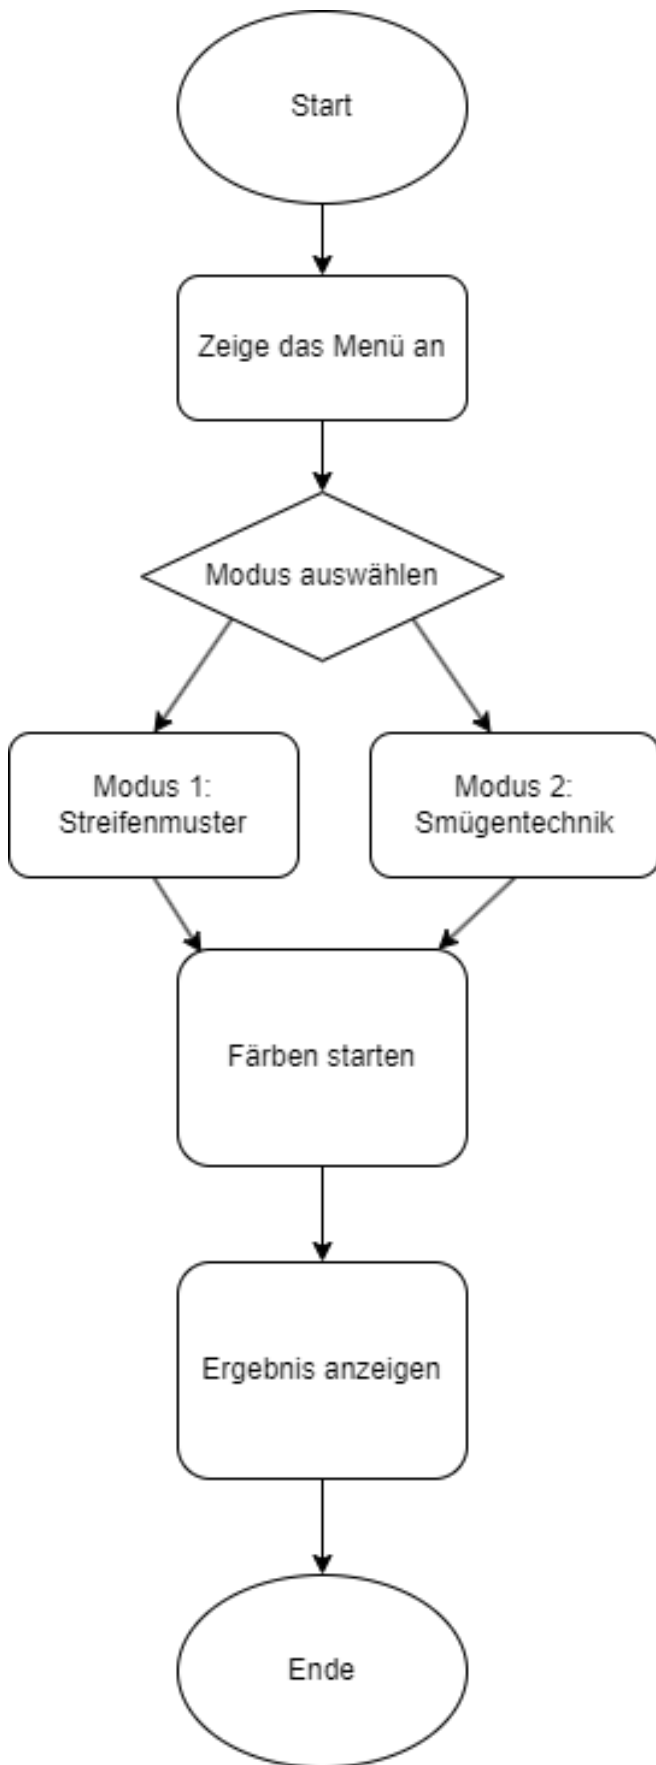 Start
Zeige das Menü an
Modus auswählen
Modus 1:
Streifenmuster
Modus 2:
Smügentechnik
Färben starten
Ergebnis anzeigen
Ende